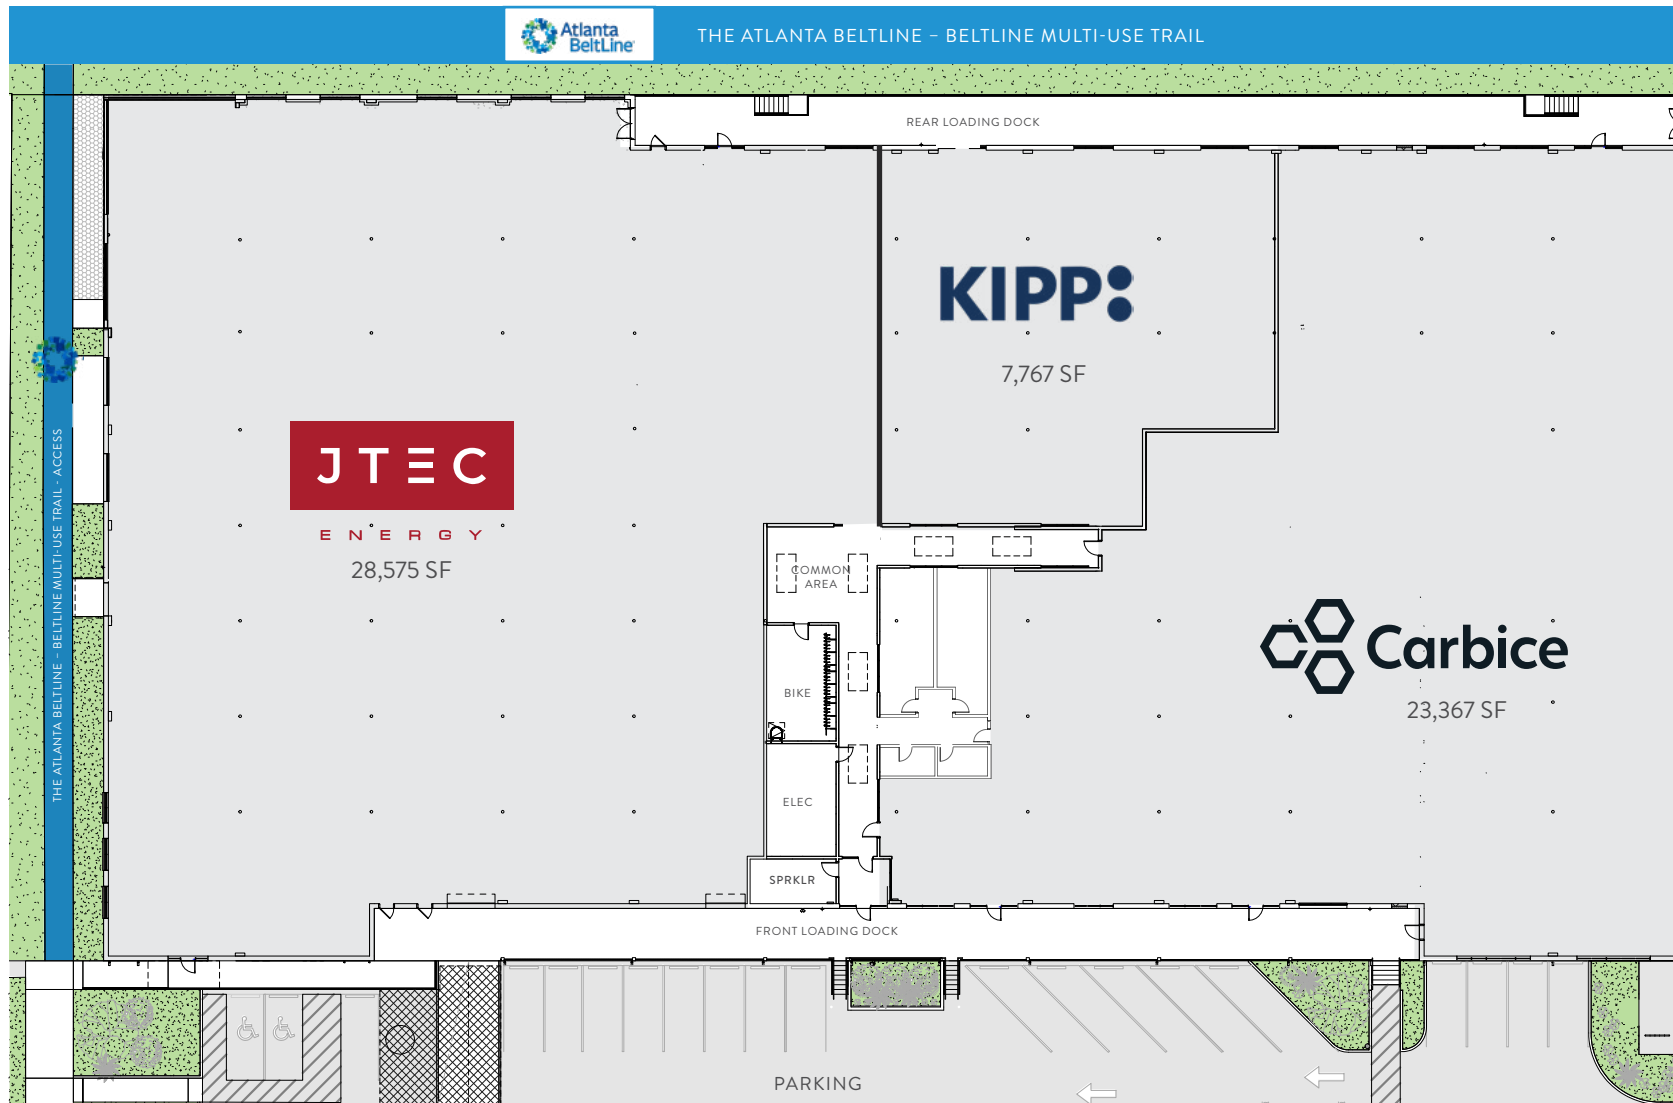 Atlanta
BeltLine
THE ATLANTA BELTLINE – BELTLINE MULTI-USE TRAIL
REAR LOADING DOCK
KIPP:
7,767 SF
THE ATLANTA BELTLINE – BELTLINE MULTI-USE TRAIL - ACCESS
JTEC
ENERGY
28,575 SF
COMMON
AREA
Carbice
23,367 SF
BIKE
ELEC
SPRKLR
FRONT LOADING DOCK
PARKING